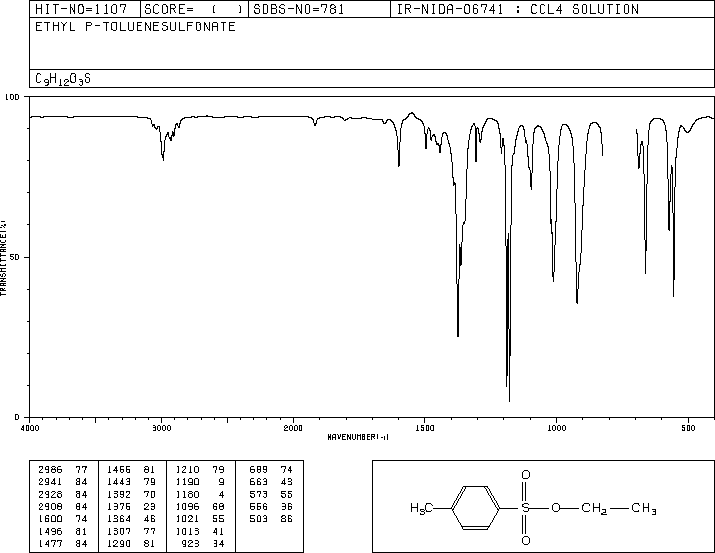 HIT-NO=1107 SCORE= ( ) SDBS-NO=781 IR-NIDA-06741 : CCL4 SOLUTION
ETHYL P-TOLUENESULFONATE
C9H12O3S
100
50
0
TRANSMITTANCE(%)
4000 3000 2000 1500 1000 500
WAVENUMBER(-1)
2986 77 1466 81 1210 79 689 74
2941 84 1443 79 1190 9 663 43
2928 84 1392 70 1180 4 573 55
2908 84 1376 23 1096 68 556 36
1600 74 1364 46 1021 55 503 86
1496 81 1307 77 1013 41
1477 84 1290 81 923 34
O
H3C S O CH2 CH3
O